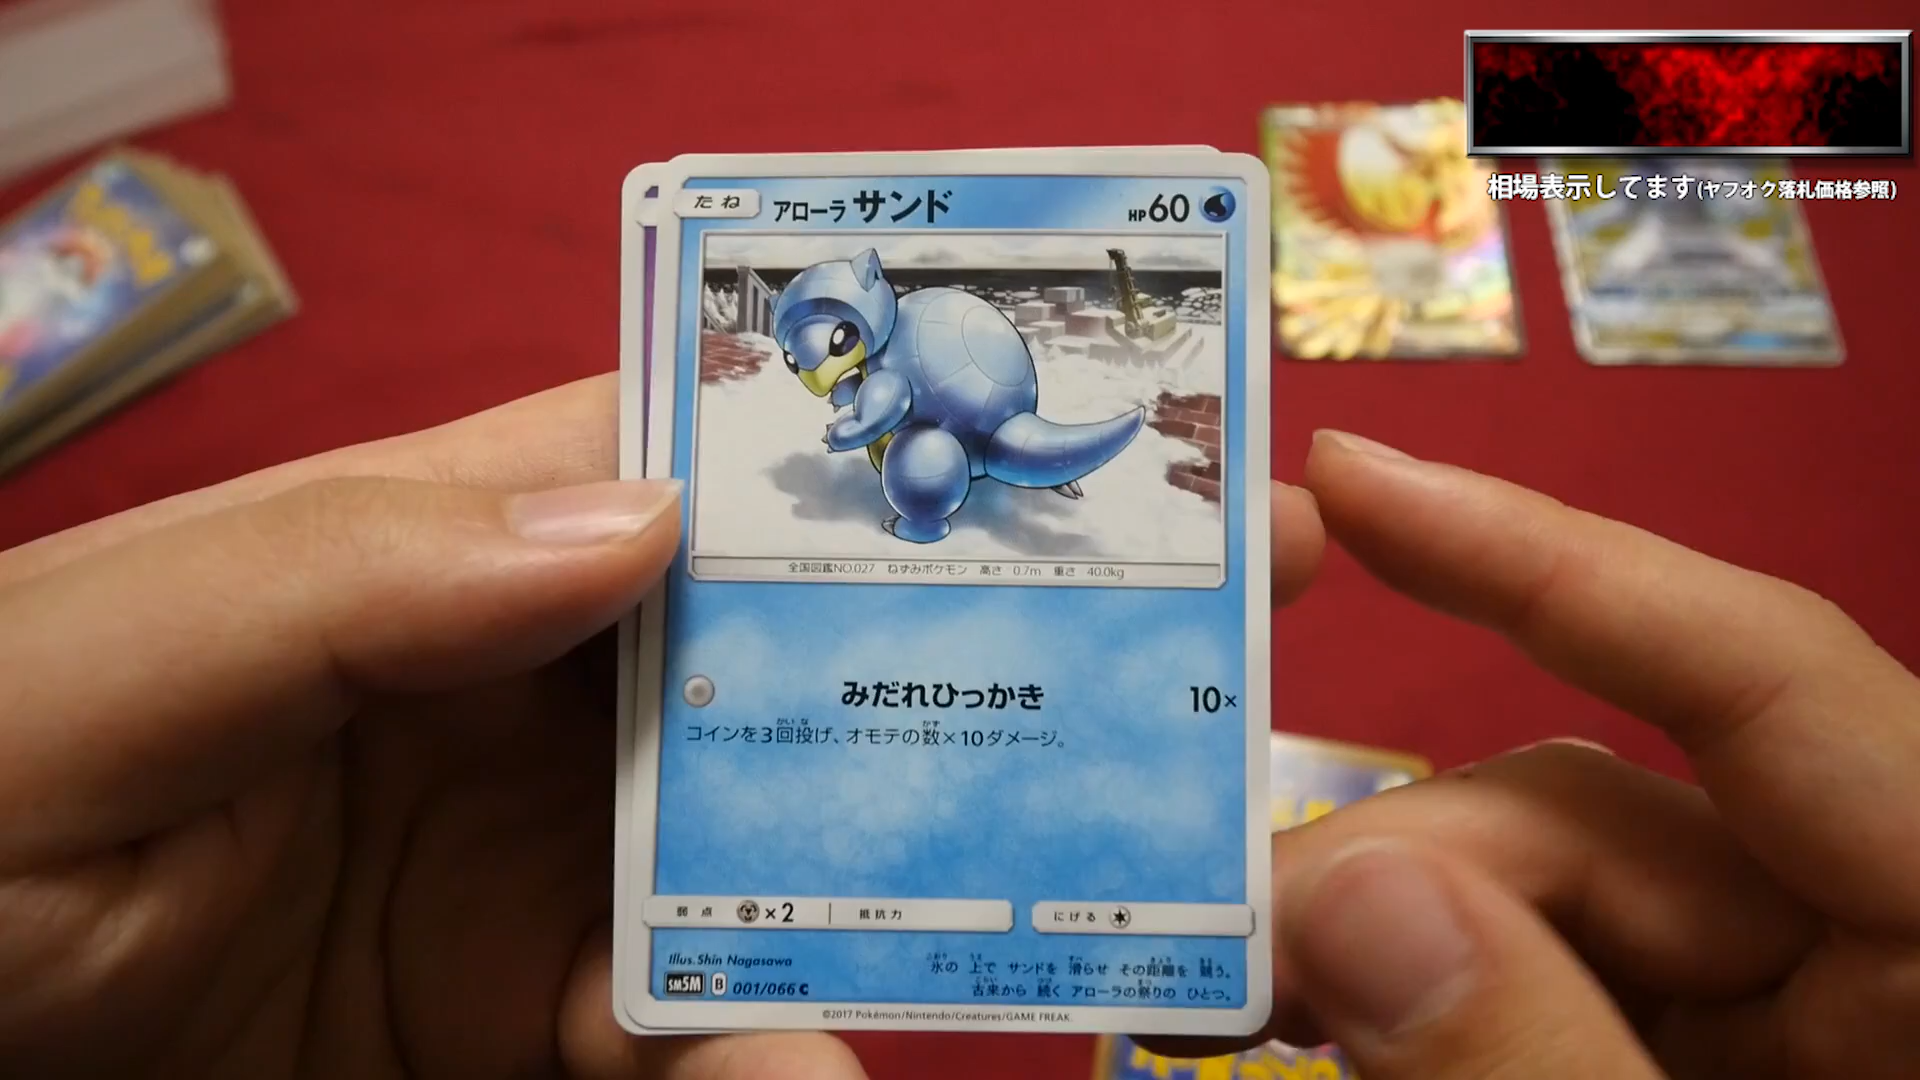 相場表示してます(ヤフオク落札価格参照)
たね アローラ サンド HP60
全国図鑑NO.027 ねずみポケモン 高さ 0.7m 重さ 40.0kg
みだれひっかき 10×
コインを3回投げ、オモテの数×10ダメージ。
弱点 ×2 抵抗力 にげる
Illus. Shin Nagasawa
氷の 上で サンドを 滑らせ その距離を 競う。
古来から 続く アローラの祭りの ひとつ。
SM5M B 001/066 C
©2017 Pokémon/Nintendo/Creatures/GAME FREAK.